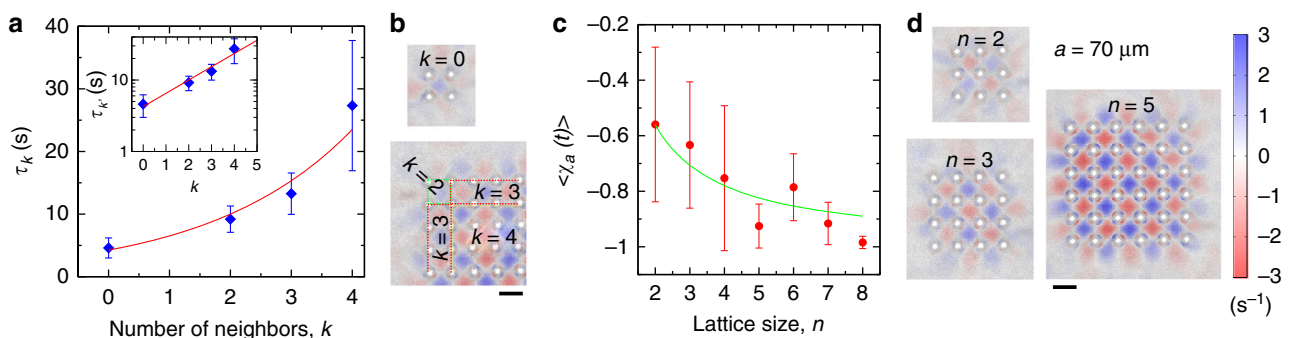 a
τk (s)
40
30
20
10
0
0
1
2
3
4
Number of neighbors, k
τk' (s)
10
1
0
1
2
3
4
5
k
b
k = 0
k = 2
k = 3
k = 3
k = 4
c
<χa (t)>
−0.2
−0.4
−0.6
−0.8
−1
2
3
4
5
6
7
8
Lattice size, n
d
n = 2
a = 70 μm
n = 3
n = 5
3
2
1
0
−1
−2
−3
(s⁻¹)